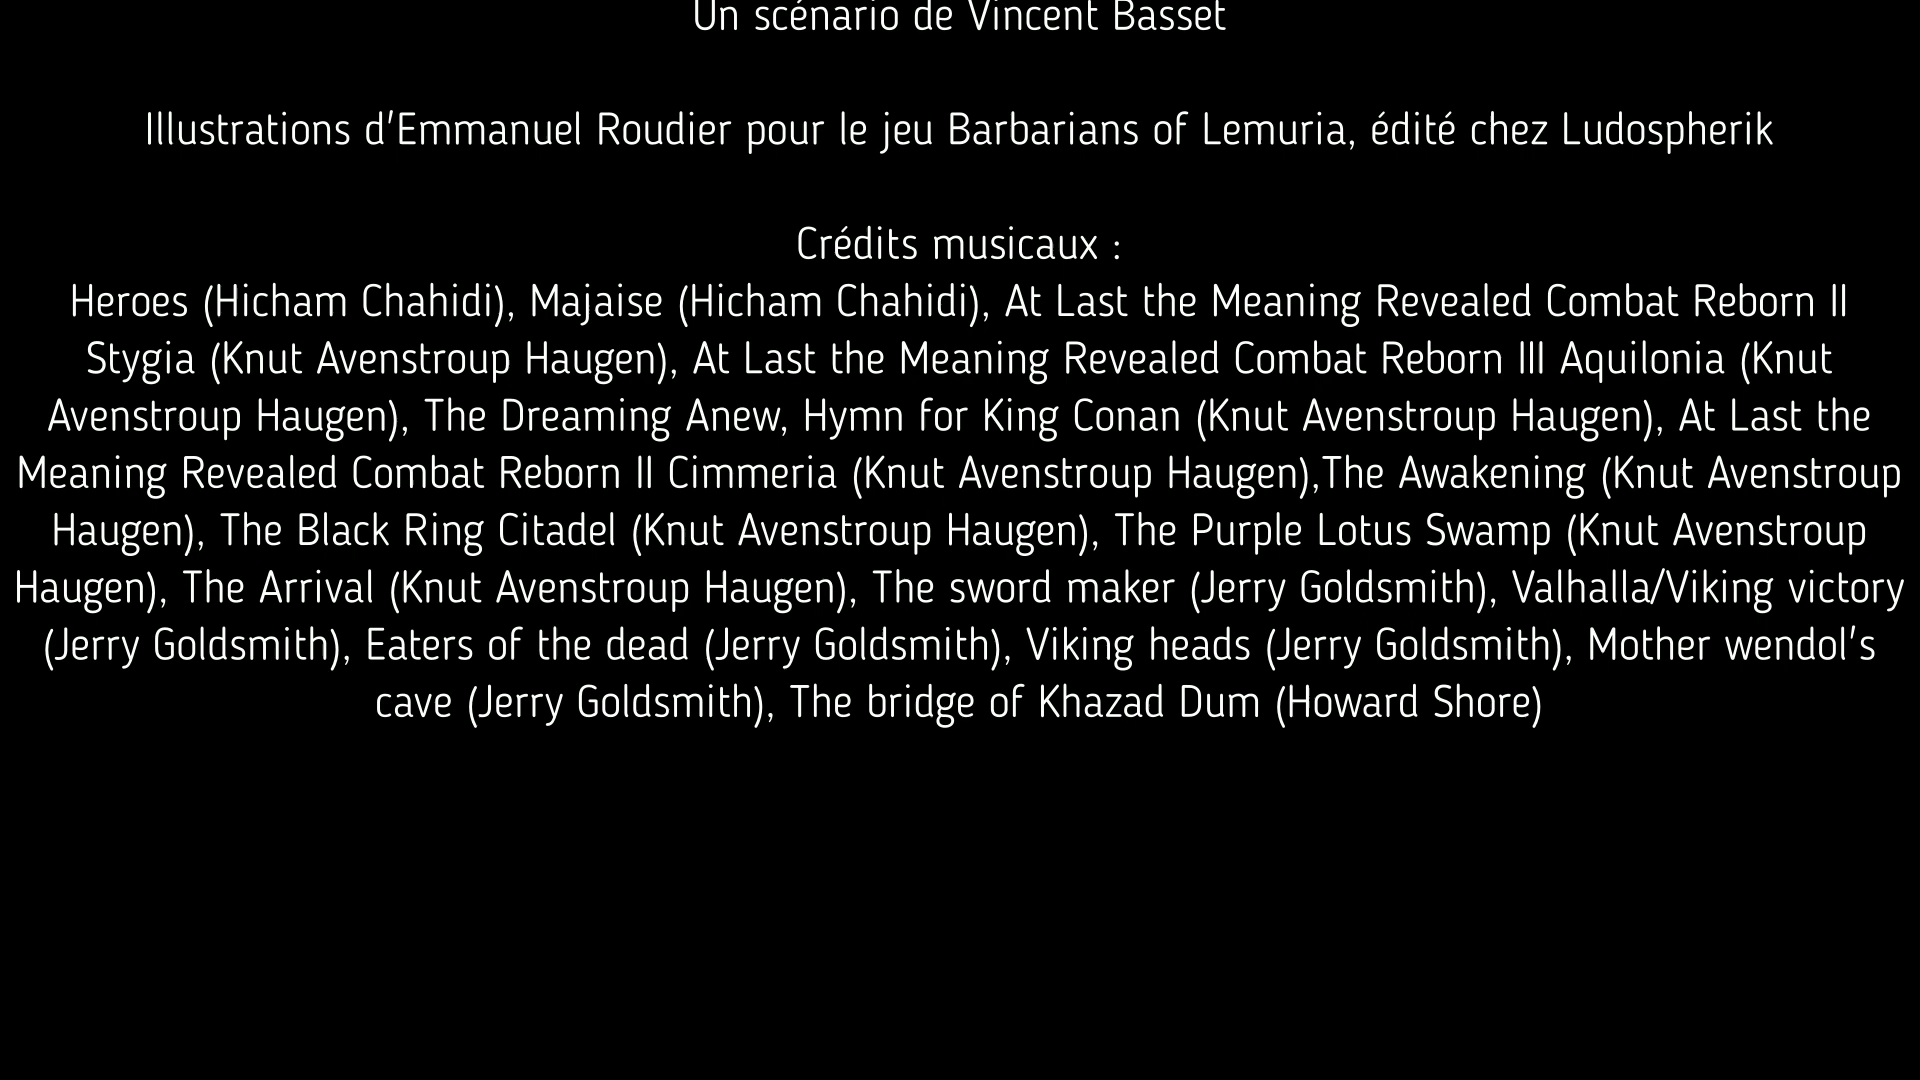 Un scénario de Vincent Basset
Illustrations d'Emmanuel Roudier pour le jeu Barbarians of Lemuria, édité chez Ludospherik
Crédits musicaux :
Heroes (Hicham Chahidi), Majaise (Hicham Chahidi), At Last the Meaning Revealed Combat Reborn II
Stygia (Knut Avenstroup Haugen), At Last the Meaning Revealed Combat Reborn III Aquilonia (Knut
Avenstroup Haugen), The Dreaming Anew, Hymn for King Conan (Knut Avenstroup Haugen), At Last the
Meaning Revealed Combat Reborn II Cimmeria (Knut Avenstroup Haugen),The Awakening (Knut Avenstroup
Haugen), The Black Ring Citadel (Knut Avenstroup Haugen), The Purple Lotus Swamp (Knut Avenstroup
Haugen), The Arrival (Knut Avenstroup Haugen), The sword maker (Jerry Goldsmith), Valhalla/Viking victory
(Jerry Goldsmith), Eaters of the dead (Jerry Goldsmith), Viking heads (Jerry Goldsmith), Mother wendol's
cave (Jerry Goldsmith), The bridge of Khazad Dum (Howard Shore)